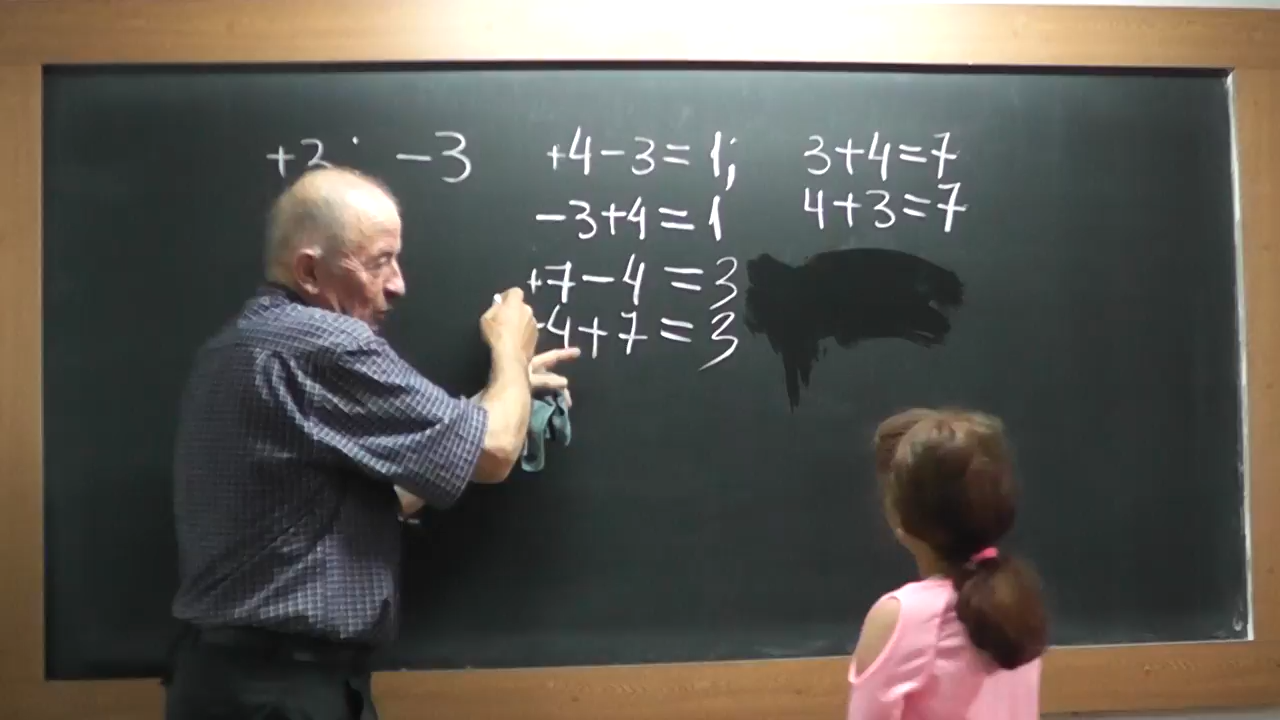 +3; -3 +4-3=1; 3+4=7
-3+4=1 4+3=7
+7-4=3
-4+7=3